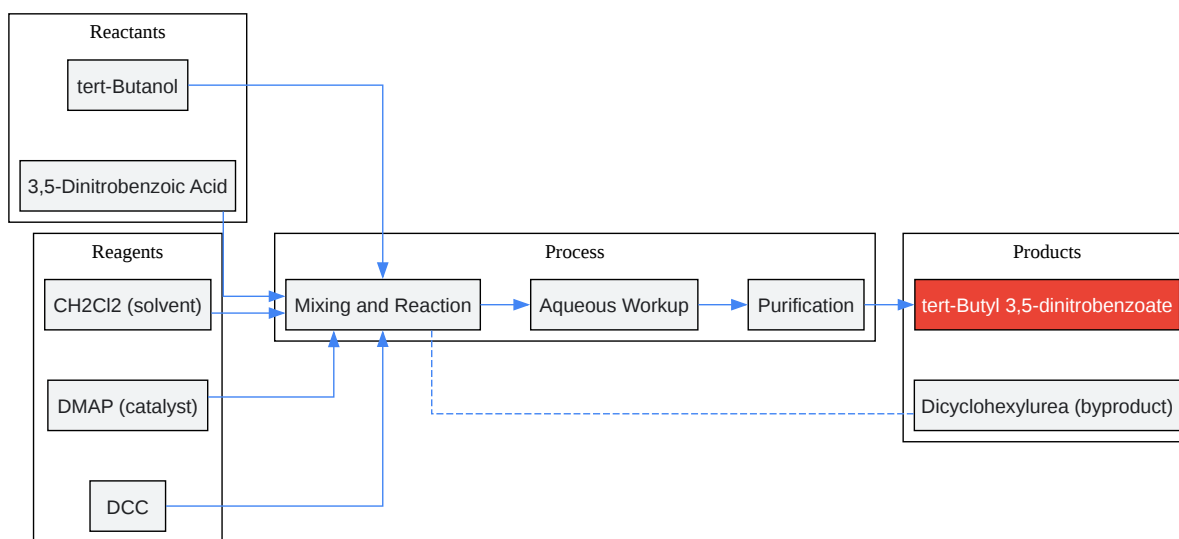 Reactants
tert-Butanol
3,5-Dinitrobenzoic Acid
Reagents
CH2Cl2 (solvent)
DMAP (catalyst)
DCC
Process
Mixing and Reaction
Aqueous Workup
Purification
Products
tert-Butyl 3,5-dinitrobenzoate
Dicyclohexylurea (byproduct)